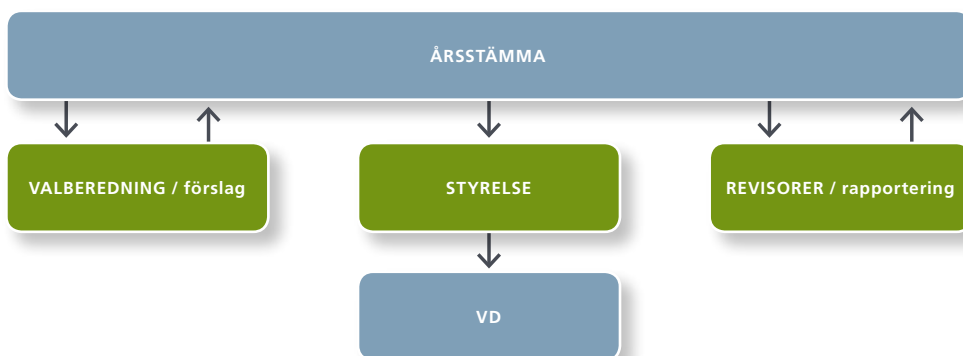 ÅRSSTÄMMA
VALBEREDNING / förslag
STYRELSE
REVISORER / rapportering
VD